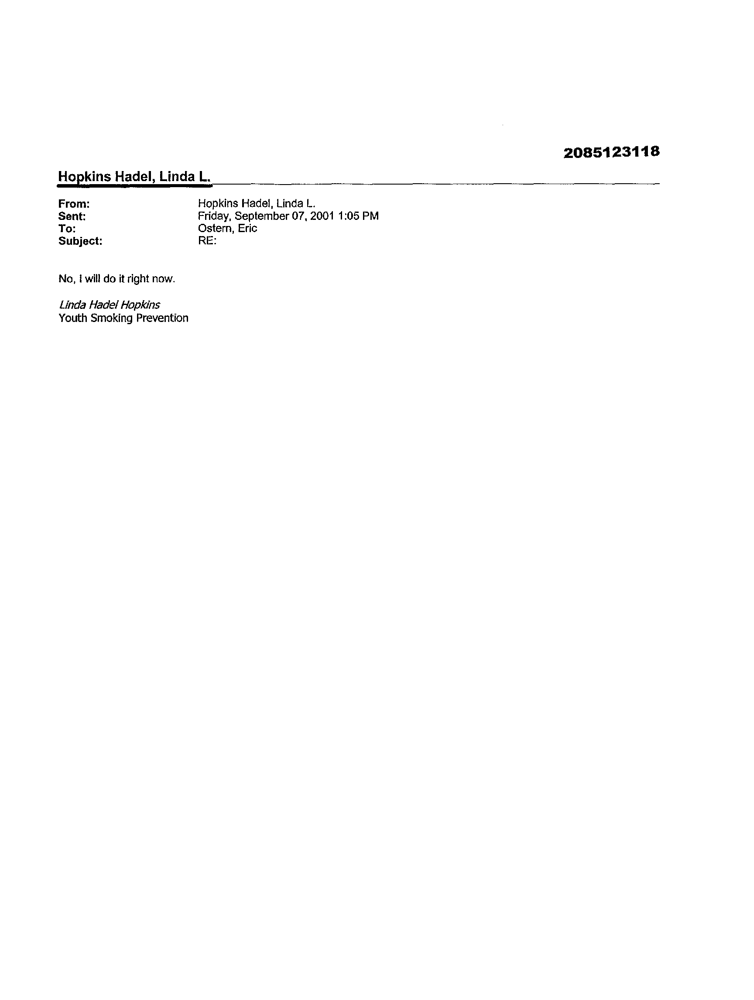 2085123118
Hopkins Hadel, Linda L.
From: Hopkins Hadel, Linda L.
Sent: Friday, September 07, 2001 1:05 PM
To: Ostern, Eric
Subject: RE:
No, I will do it right now.
Linda Hadel Hopkins
Youth Smoking Prevention